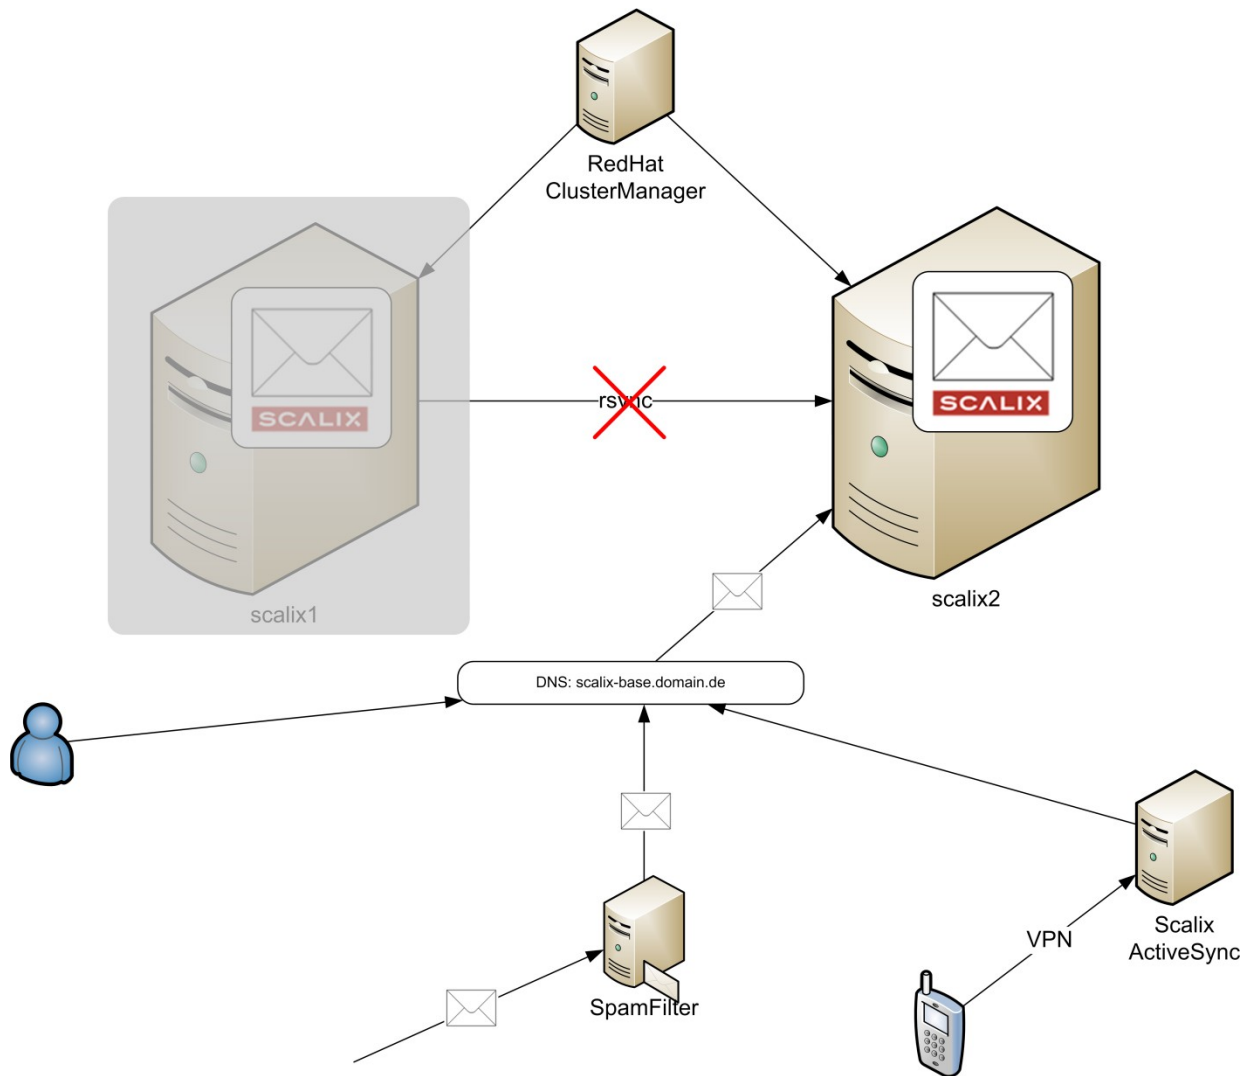 RedHat
ClusterManager
SCALIX
SCALIX
rsync
scalix1
scalix2
DNS: scalix-base.domain.de
Scalix
ActiveSync
VPN
SpamFilter